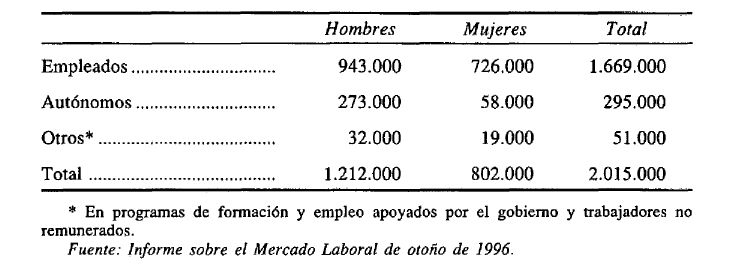 Hombres Mujeres Total
Empleados ............................. 943.000 726.000 1.669.000
Autónomos ............................ 273.000 58.000 295.000
Otros* .................................... 32.000 19.000 51.000
Total ...................................... 1.212.000 802.000 2.015.000
* En programas de formación y empleo apoyados por el gobierno y trabajadores no
remunerados.
Fuente: Informe sobre el Mercado Laboral de otoño de 1996.